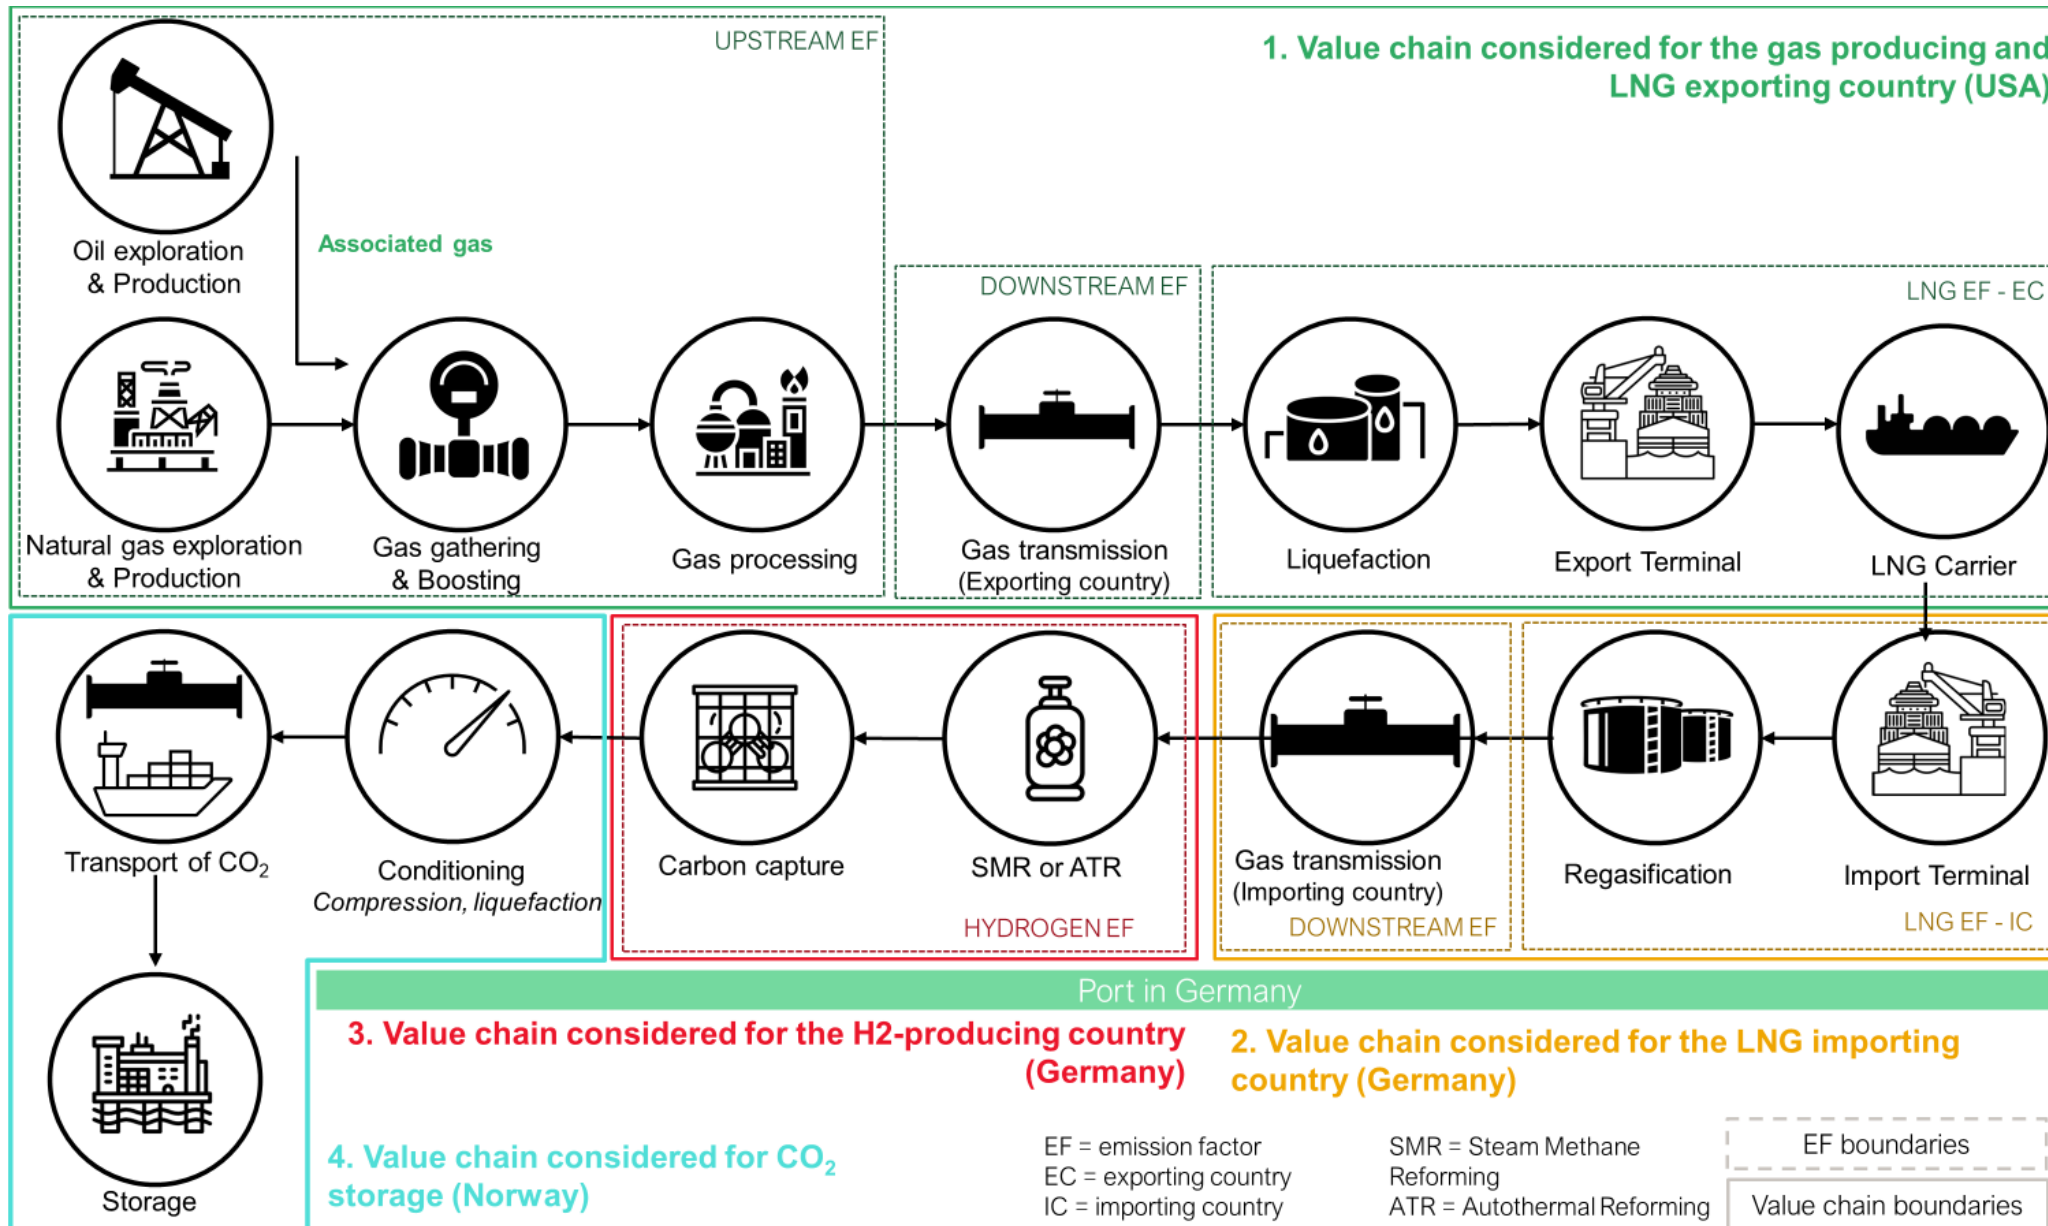 UPSTREAM EF
1. Value chain considered for the gas producing and
LNG exporting country (USA)
Oil exploration
& Production
Associated gas
DOWNSTREAM EF
LNG EF - EC
Natural gas exploration
& Production
Gas gathering
& Boosting
Gas processing
Gas transmission
(Exporting country)
Liquefaction
Export Terminal
LNG Carrier
Transport of CO₂
Conditioning
Compression, liquefaction
Carbon capture
SMR or ATR
HYDROGEN EF
Gas transmission
(Importing country)
DOWNSTREAM EF
Regasification
Import Terminal
LNG EF - IC
Port in Germany
3. Value chain considered for the H2-producing country
(Germany)
2. Value chain considered for the LNG importing
country (Germany)
Storage
4. Value chain considered for CO₂
storage (Norway)
EF = emission factor
EC = exporting country
IC = importing country
SMR = Steam Methane
Reforming
ATR = Autothermal Reforming
EF boundaries
Value chain boundaries